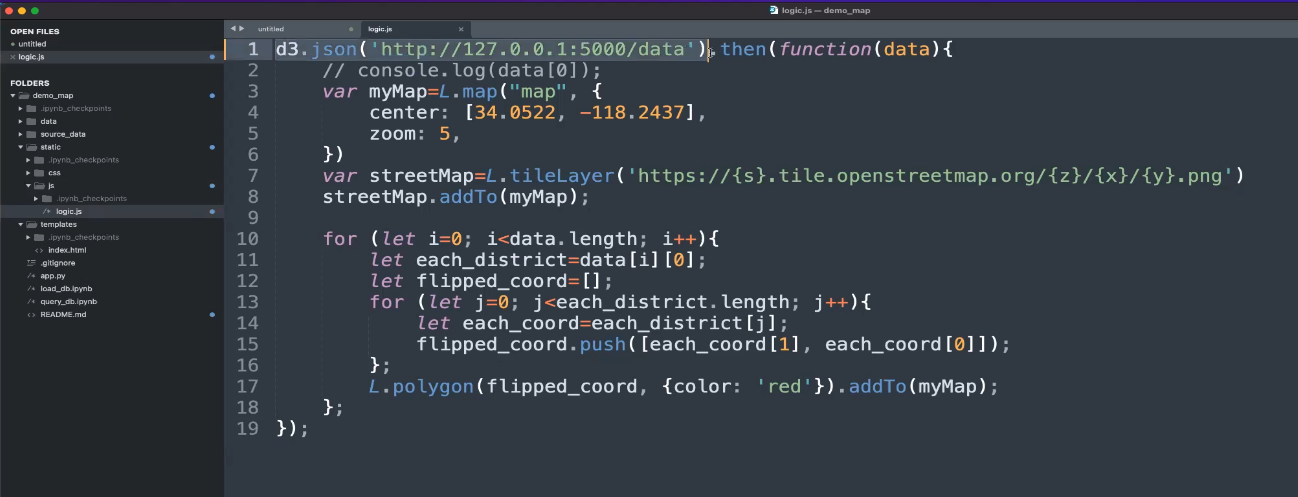 logic.js — demo_map
OPEN FILES
untitled
logic.js
FOLDERS
demo_map
.ipynb_checkpoints
data
source_data
static
.ipynb_checkpoints
css
js
.ipynb_checkpoints
logic.js
templates
.ipynb_checkpoints
index.html
.gitignore
app.py
load_db.ipynb
query_db.ipynb
README.md
untitled
logic.js
1 d3.json('http://127.0.0.1:5000/data').then(function(data){
2 // console.log(data[0]);
3 var myMap=L.map("map", {
4 center: [34.0522, -118.2437],
5 zoom: 5,
6 })
7 var streetMap=L.tileLayer('https://{s}.tile.openstreetmap.org/{z}/{x}/{y}.png')
8 streetMap.addTo(myMap);
9
10 for (let i=0; i<data.length; i++){
11 let each_district=data[i][0];
12 let flipped_coord=[];
13 for (let j=0; j<each_district.length; j++){
14 let each_coord=each_district[j];
15 flipped_coord.push([each_coord[1], each_coord[0]]);
16 };
17 L.polygon(flipped_coord, {color: 'red'}).addTo(myMap);
18 };
19 });